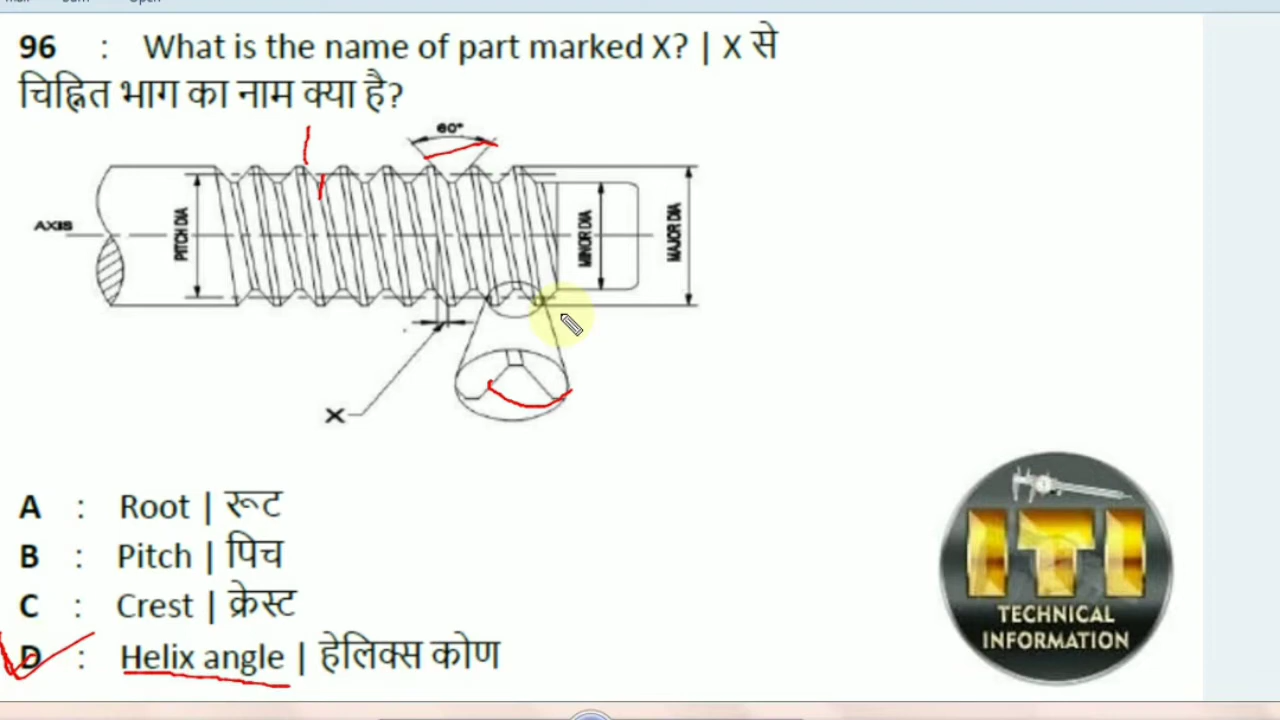 96 : What is the name of part marked X? | X से
चिह्नित भाग का नाम क्या है?
60°
AXIS
PITCH DIA
MINOR DIA
MAJOR DIA
X
A : Root | रूट
B : Pitch | पिच
C : Crest | क्रेस्ट
D : Helix angle | हेलिक्स कोण
ITI
TECHNICAL
INFORMATION